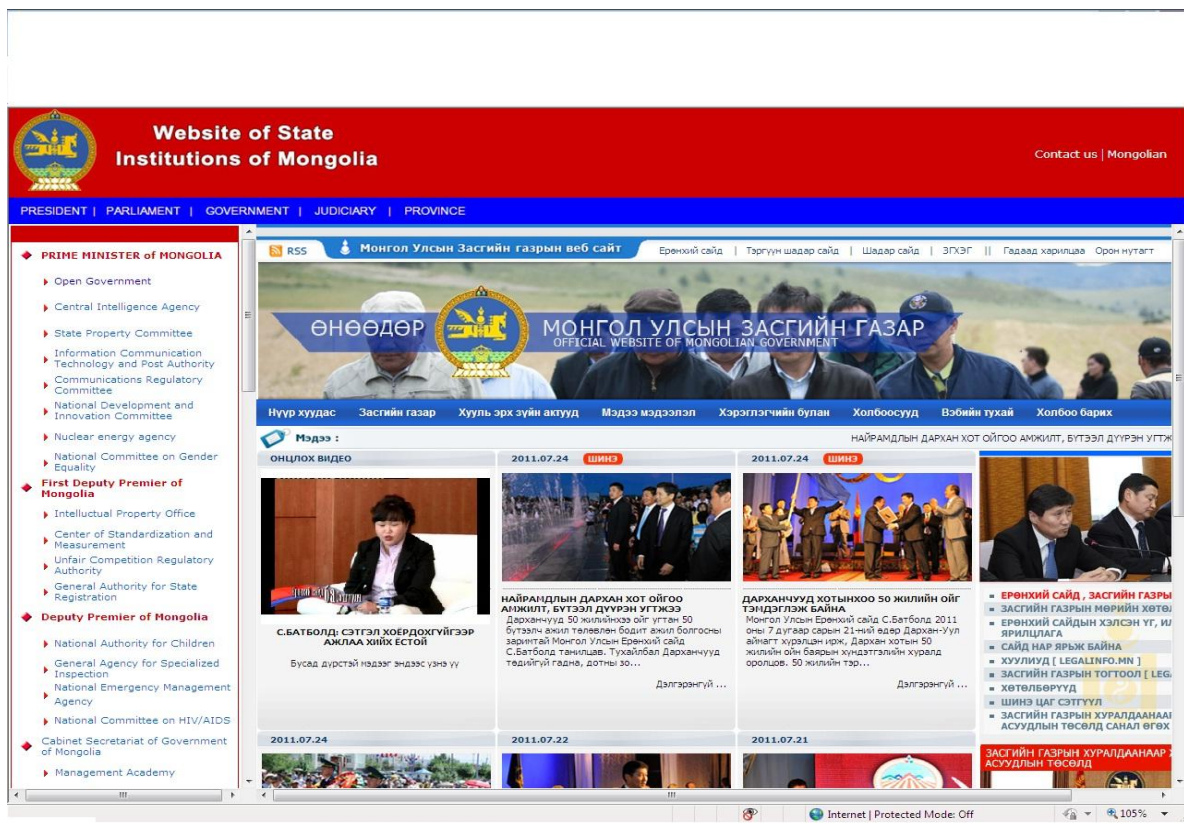 Website of State
Institutions of Mongolia
Contact us | Mongolian
PRESIDENT | PARLIAMENT | GOVERNMENT | JUDICIARY | PROVINCE
PRIME MINISTER of MONGOLIA
Open Government
Central Intelligence Agency
State Property Committee
Information Communication
Technology and Post Authority
Communications Regulatory
Committee
National Development and
Innovation Committee
Nuclear energy agency
National Committee on Gender
Equality
First Deputy Premier of
Mongolia
Intelluctual Property Office
Center of Standardization and
Measurement
Unfair Competition Regulatory
Authority
General Authority for State
Registration
Deputy Premier of Mongolia
National Authority for Children
General Agency for Specialized
Inspection
National Emergency Management
Agency
National Committee on HIV/AIDS
Cabinet Secretariat of Government
of Mongolia
Management Academy
RSS
Монгол Улсын Засгийн газрын веб сайт
Ерөнхий сайд | Тэргүүн шадар сайд | Шадар сайд | ЗГХЭГ || Гадаад харилцаа Орон нутагт
ӨНӨӨДӨР
МОНГОЛ УЛСЫН ЗАСГИЙН ГАЗАР
OFFICIAL WEBSITE OF MONGOLIAN GOVERNMENT
Нүүр хуудас Засгийн газар Хууль эрх зүйн актууд Мэдээ мэдээлэл Хэрэглэгчийн булан Холбоосууд Вэбийн тухай Холбоо барих
Мэдээ :
НАЙРАМДЛЫН ДАРХАН ХОТ ОЙГОО АМЖИЛТ, БҮТЭЭЛ ДҮҮРЭН УГТЖ
ОНЦЛОХ ВИДЕО
С.БАТБОЛД: СЭТГЭЛ ХОЁРДОХГҮЙГЭЭР
АЖЛАА ХИЙХ ЁСТОЙ
Бусад дүрстэй мэдээг эндээс үзнэ үү
2011.07.24 ШИНЭ
НАЙРАМДЛЫН ДАРХАН ХОТ ОЙГОО
АМЖИЛТ, БҮТЭЭЛ ДҮҮРЭН УГТЖЭЭ
Дарханчууд 50 жилийнхээ ойг угтан 50
бүтээлч ажил төлөвлөн бодит ажил болгосны
заримтай Монгол Улсын Ерөнхий сайд
С.Батболд танилцав. Тухайлбал Дарханчууд
төдийгүй гадна, дотны зо...
Дэлгэрэнгүй ...
2011.07.24 ШИНЭ
ДАРХАНЧУУД ХОТЫНХОО 50 ЖИЛИЙН ОЙГ
ТЭМДЭГЛЭЖ БАЙНА
Монгол Улсын Ерөнхий сайд С.Батболд 2011
оны 7 дугаар сарын 21-ний өдөр Дархан-Уул
аймагт хүрэлцэн ирж, Дархан хотын 50
жилийн ойн баярын хүндэтгэлийн хуралд
оролцов. 50 жилийн тэр...
Дэлгэрэнгүй ...
ЕРӨНХИЙ САЙД , ЗАСГИЙН ГАЗРЫ
ЗАСГИЙН ГАЗРЫН МӨРИЙН ХӨТӨ
ЕРӨНХИЙ САЙДЫН ХЭЛСЭН ҮГ, ИЛ
ЯРИЛЦЛАГА
САЙД НАР ЯРЬЖ БАЙНА
ХУУЛИУД [ LEGALINFO.MN ]
ЗАСГИЙН ГАЗРЫН ТОГТООЛ [ LEG
ХӨТӨЛБӨРҮҮД
ШИНЭ ЦАГ СЭТГҮҮЛ
ЗАСГИЙН ГАЗРЫН ХУРАЛДААНААР
АСУУДЛЫН ТӨСӨЛД САНАЛ ӨГӨХ
ЗАСГИЙН ГАЗРЫН ХУРАЛДААНААР
АСУУДЛЫН ТӨСӨЛД
2011.07.24
2011.07.22
2011.07.21
Internet | Protected Mode: Off
105%